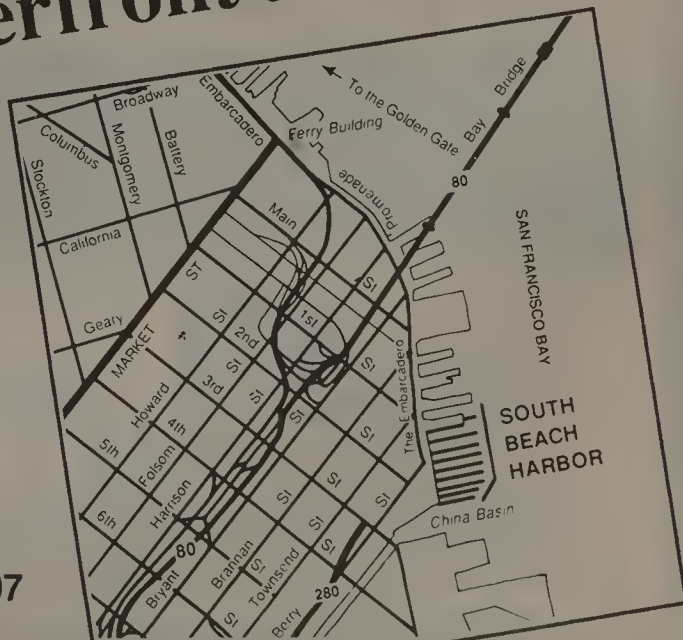 erfront
Broadway
Embarcadero
Columbus
Montgomery
Battery
Stockton
To the Golden Gate
Bay Bridge
Ferry Building
80
Promenade
California
Main
St
SAN FRANCISCO BAY
Geary
MARKET ST
1st
St
2nd
St
3rd
St
St
Howard
St
4th
Folsom
St
5th
Harrison
St
6th
The Embarcadero
SOUTH
BEACH
HARBOR
China Basin
St
St
St
80
Bryant
Brannan
St
Townsend
St
280
Berry
St
07